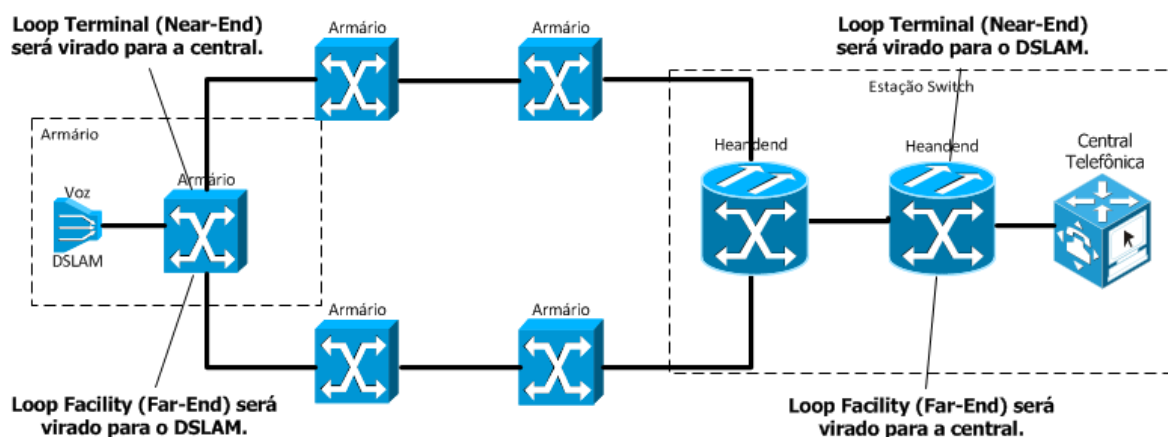 Loop Terminal (Near-End)
será virado para a central.
Armário
Armário
Loop Terminal (Near-End)
será virado para o DSLAM.
Estação Switch
Armário
Voz
DSLAM
Armário
Heandend
Heandend
Central
Telefônica
Armário
Armário
Loop Facility (Far-End) será
virado para o DSLAM.
Loop Facility (Far-End) será
virado para a central.